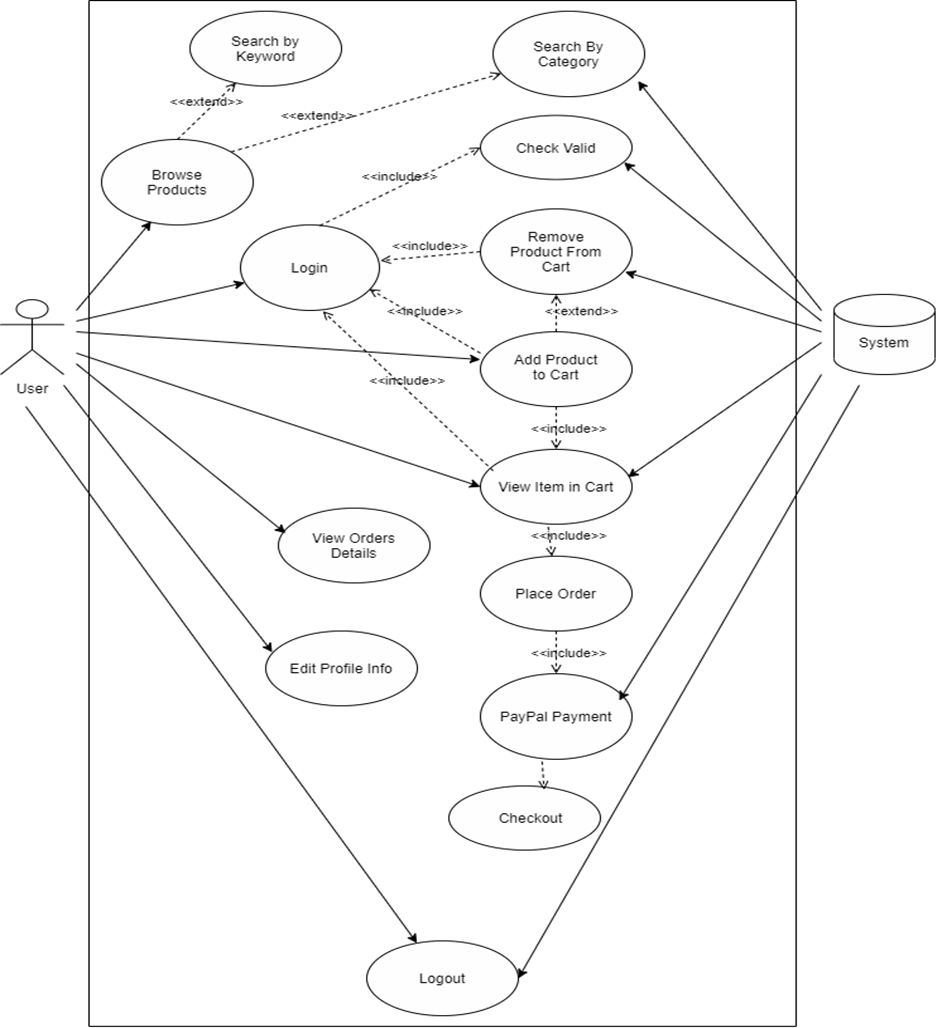 Search by
Keyword
Search By
Category
<<extend>>
<<extend>>
Check Valid
Browse
Products
<<include>>
Remove
Product From
Cart
<<include>>
Login
<<include>>
<<extend>>
System
Add Product
to Cart
<<include>>
User
<<include>>
View Item in Cart
<<include>>
View Orders
Details
Place Order
<<include>>
Edit Profile Info
PayPal Payment
Checkout
Logout